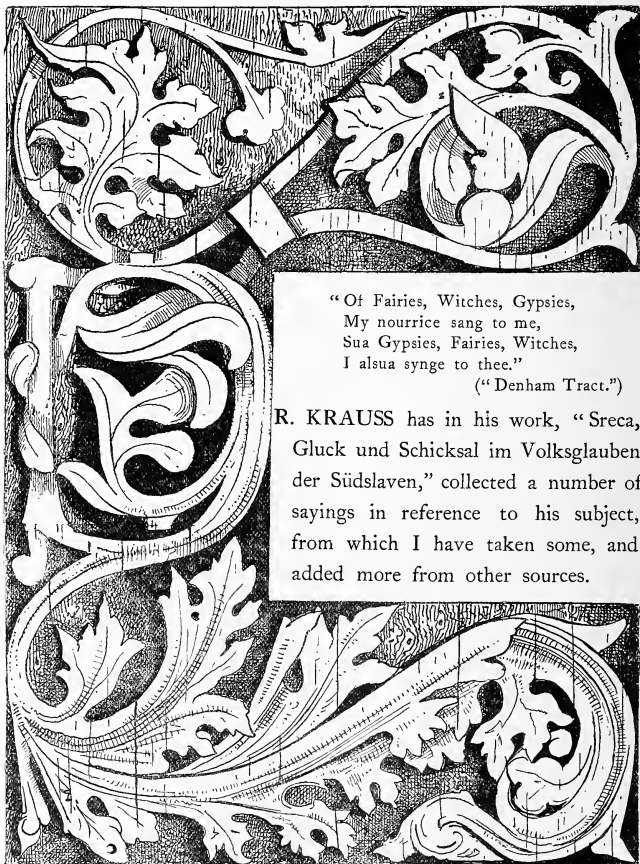 “Of Fairies, Witches, Gypsies,
My nourrice sang to me,
Sua Gypsies, Fairies, Witches,
I alsua synge to thee.”
(“Denham Tract.”)
DR. KRAUSS has in his work, “Sreca,
Gluck und Schicksal im Volksglauben
der Südslaven,” collected a number of
sayings in reference to his subject,
from which I have taken some, and
added more from other sources.